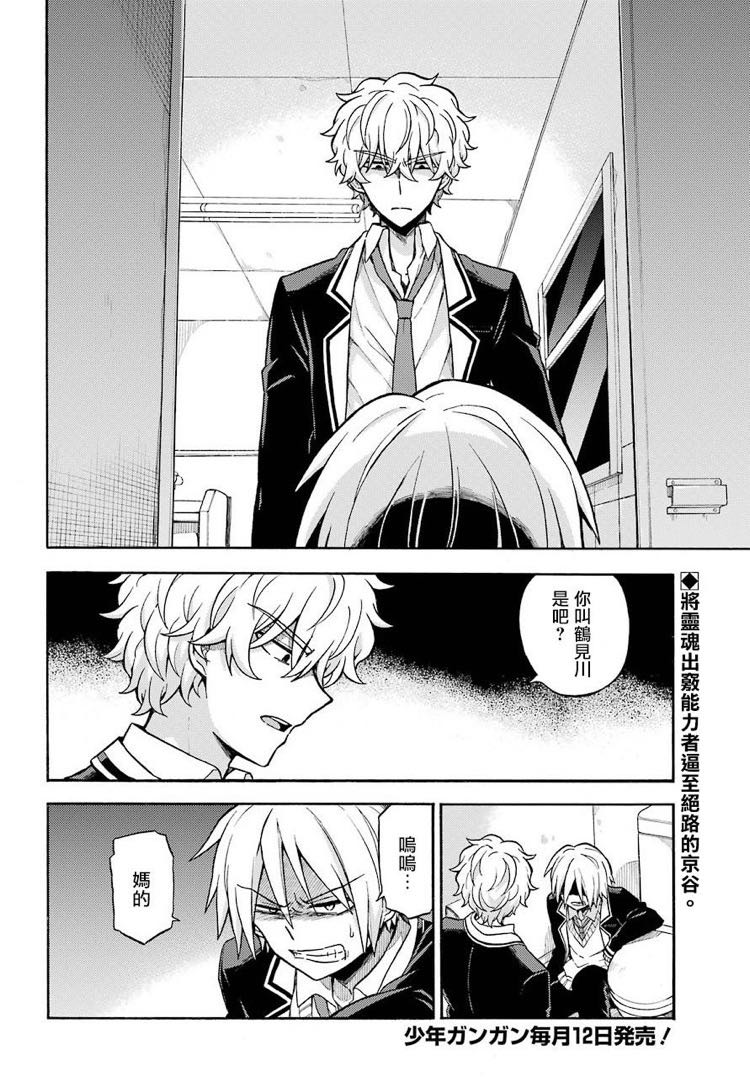 ◆將靈魂出竅能力者逼至絕路的京谷。
你叫鶴見川
是吧？
嗚嗚…
媽的
少年ガンガン毎月12日発売！